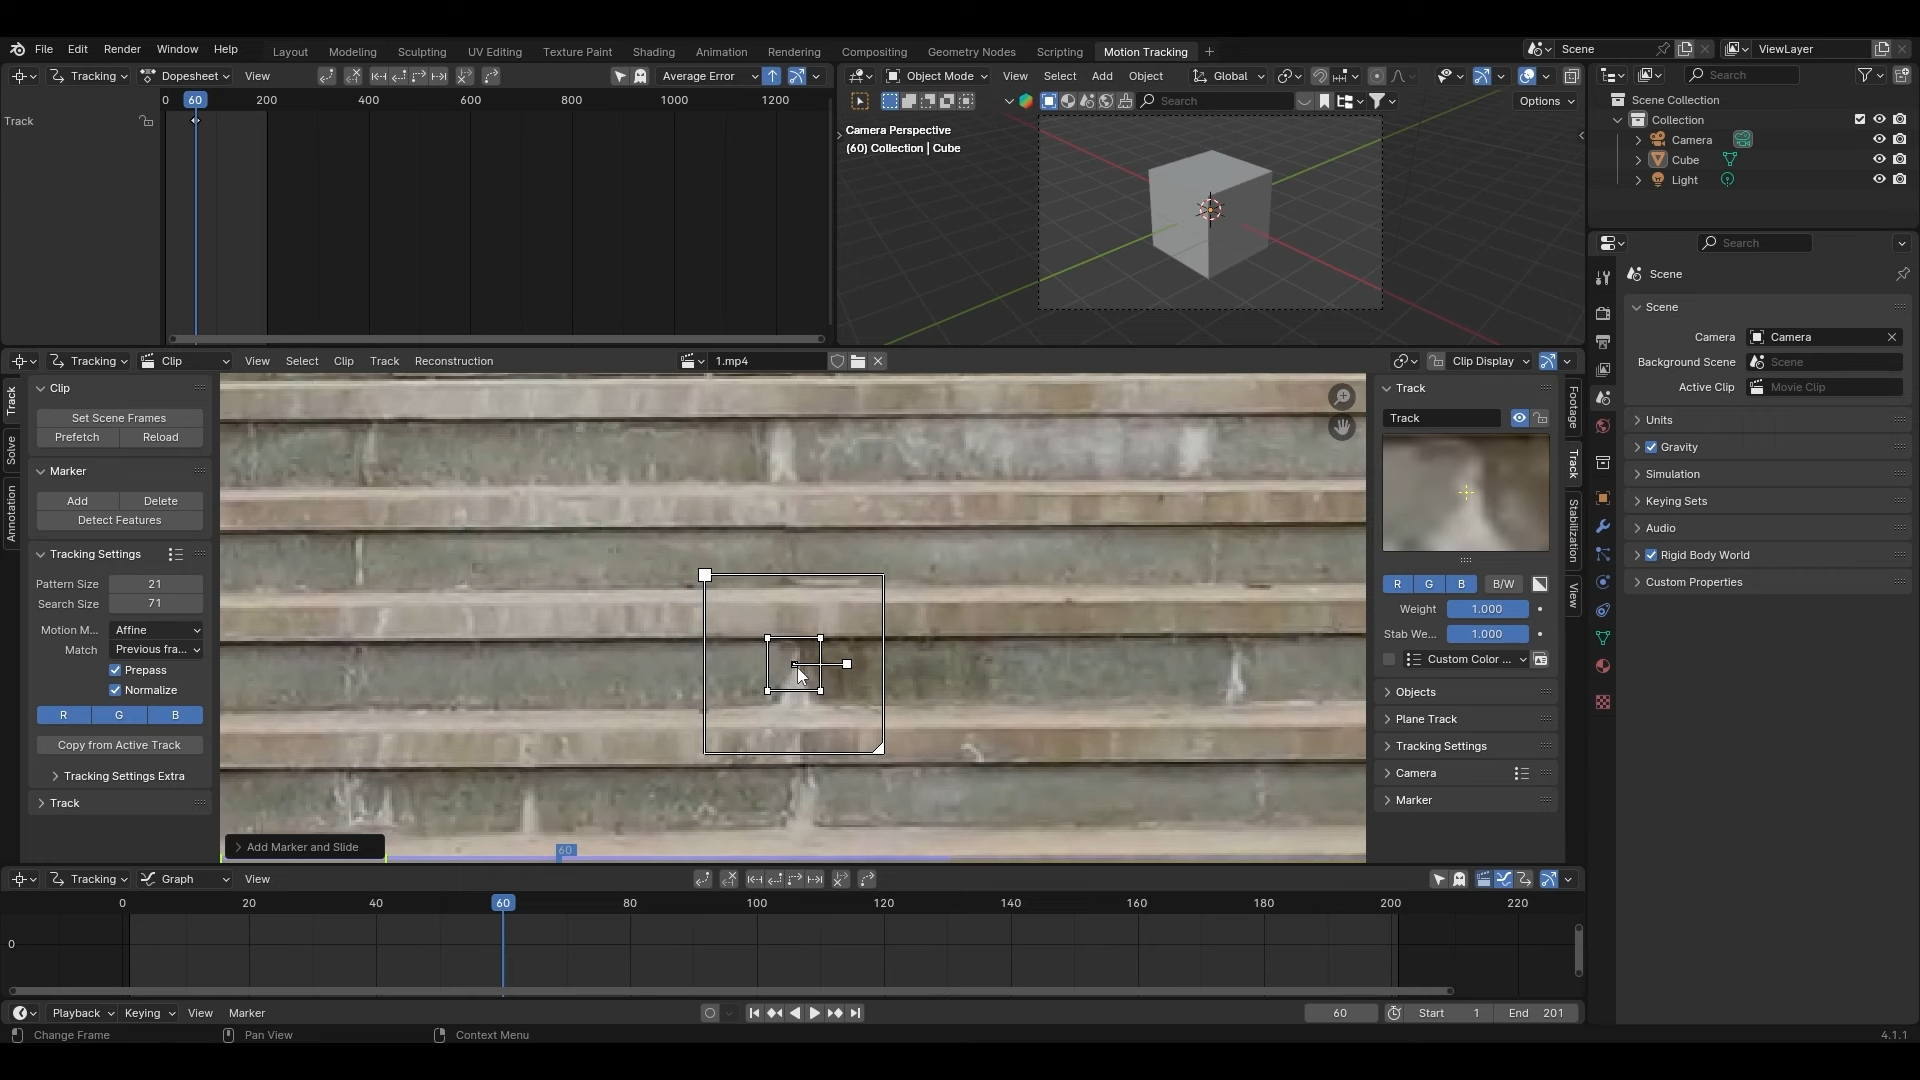 File Edit Render Window Help Layout Modeling Sculpting UV Editing Texture Paint Shading Animation Rendering Compositing Geometry Nodes Scripting Motion Tracking + Scene ViewLayer
Tracking Dopesheet View Average Error
0 60 200 400 600 800 1000 1200
Track
Object Mode View Select Add Object Global
Search Options
Camera Perspective
(60) Collection | Cube
Search
Scene Collection
Collection
Camera
Cube
Light
Search
Scene
Scene
Camera Camera
Background Scene Scene
Active Clip Movie Clip
Units
Gravity
Simulation
Keying Sets
Audio
Rigid Body World
Custom Properties
Tracking Clip View Select Clip Track Reconstruction 1.mp4 Clip Display
Track
Solve
Annotation
Clip
Set Scene Frames
Prefetch Reload
Marker
Add Delete
Detect Features
Tracking Settings
Pattern Size 21
Search Size 71
Motion M... Affine
Match Previous fra...
Prepass
Normalize
R G B
Copy from Active Track
Tracking Settings Extra
Track
Add Marker and Slide
60
Track
Track
R G B B/W
Weight 1.000
Stab We... 1.000
Custom Color ...
Objects
Plane Track
Tracking Settings
Camera
Marker
Footage
Track
Stabilization
View
Tracking Graph View
0 20 40 60 80 100 120 140 160 180 200 220
0
Playback Keying View Marker 60 Start 1 End 201
Change Frame Pan View Context Menu 4.1.1